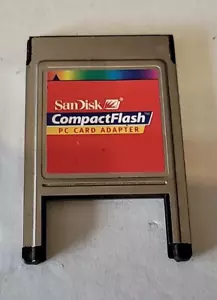 SanDisk
CompactFlash
PC CARD ADAPTER